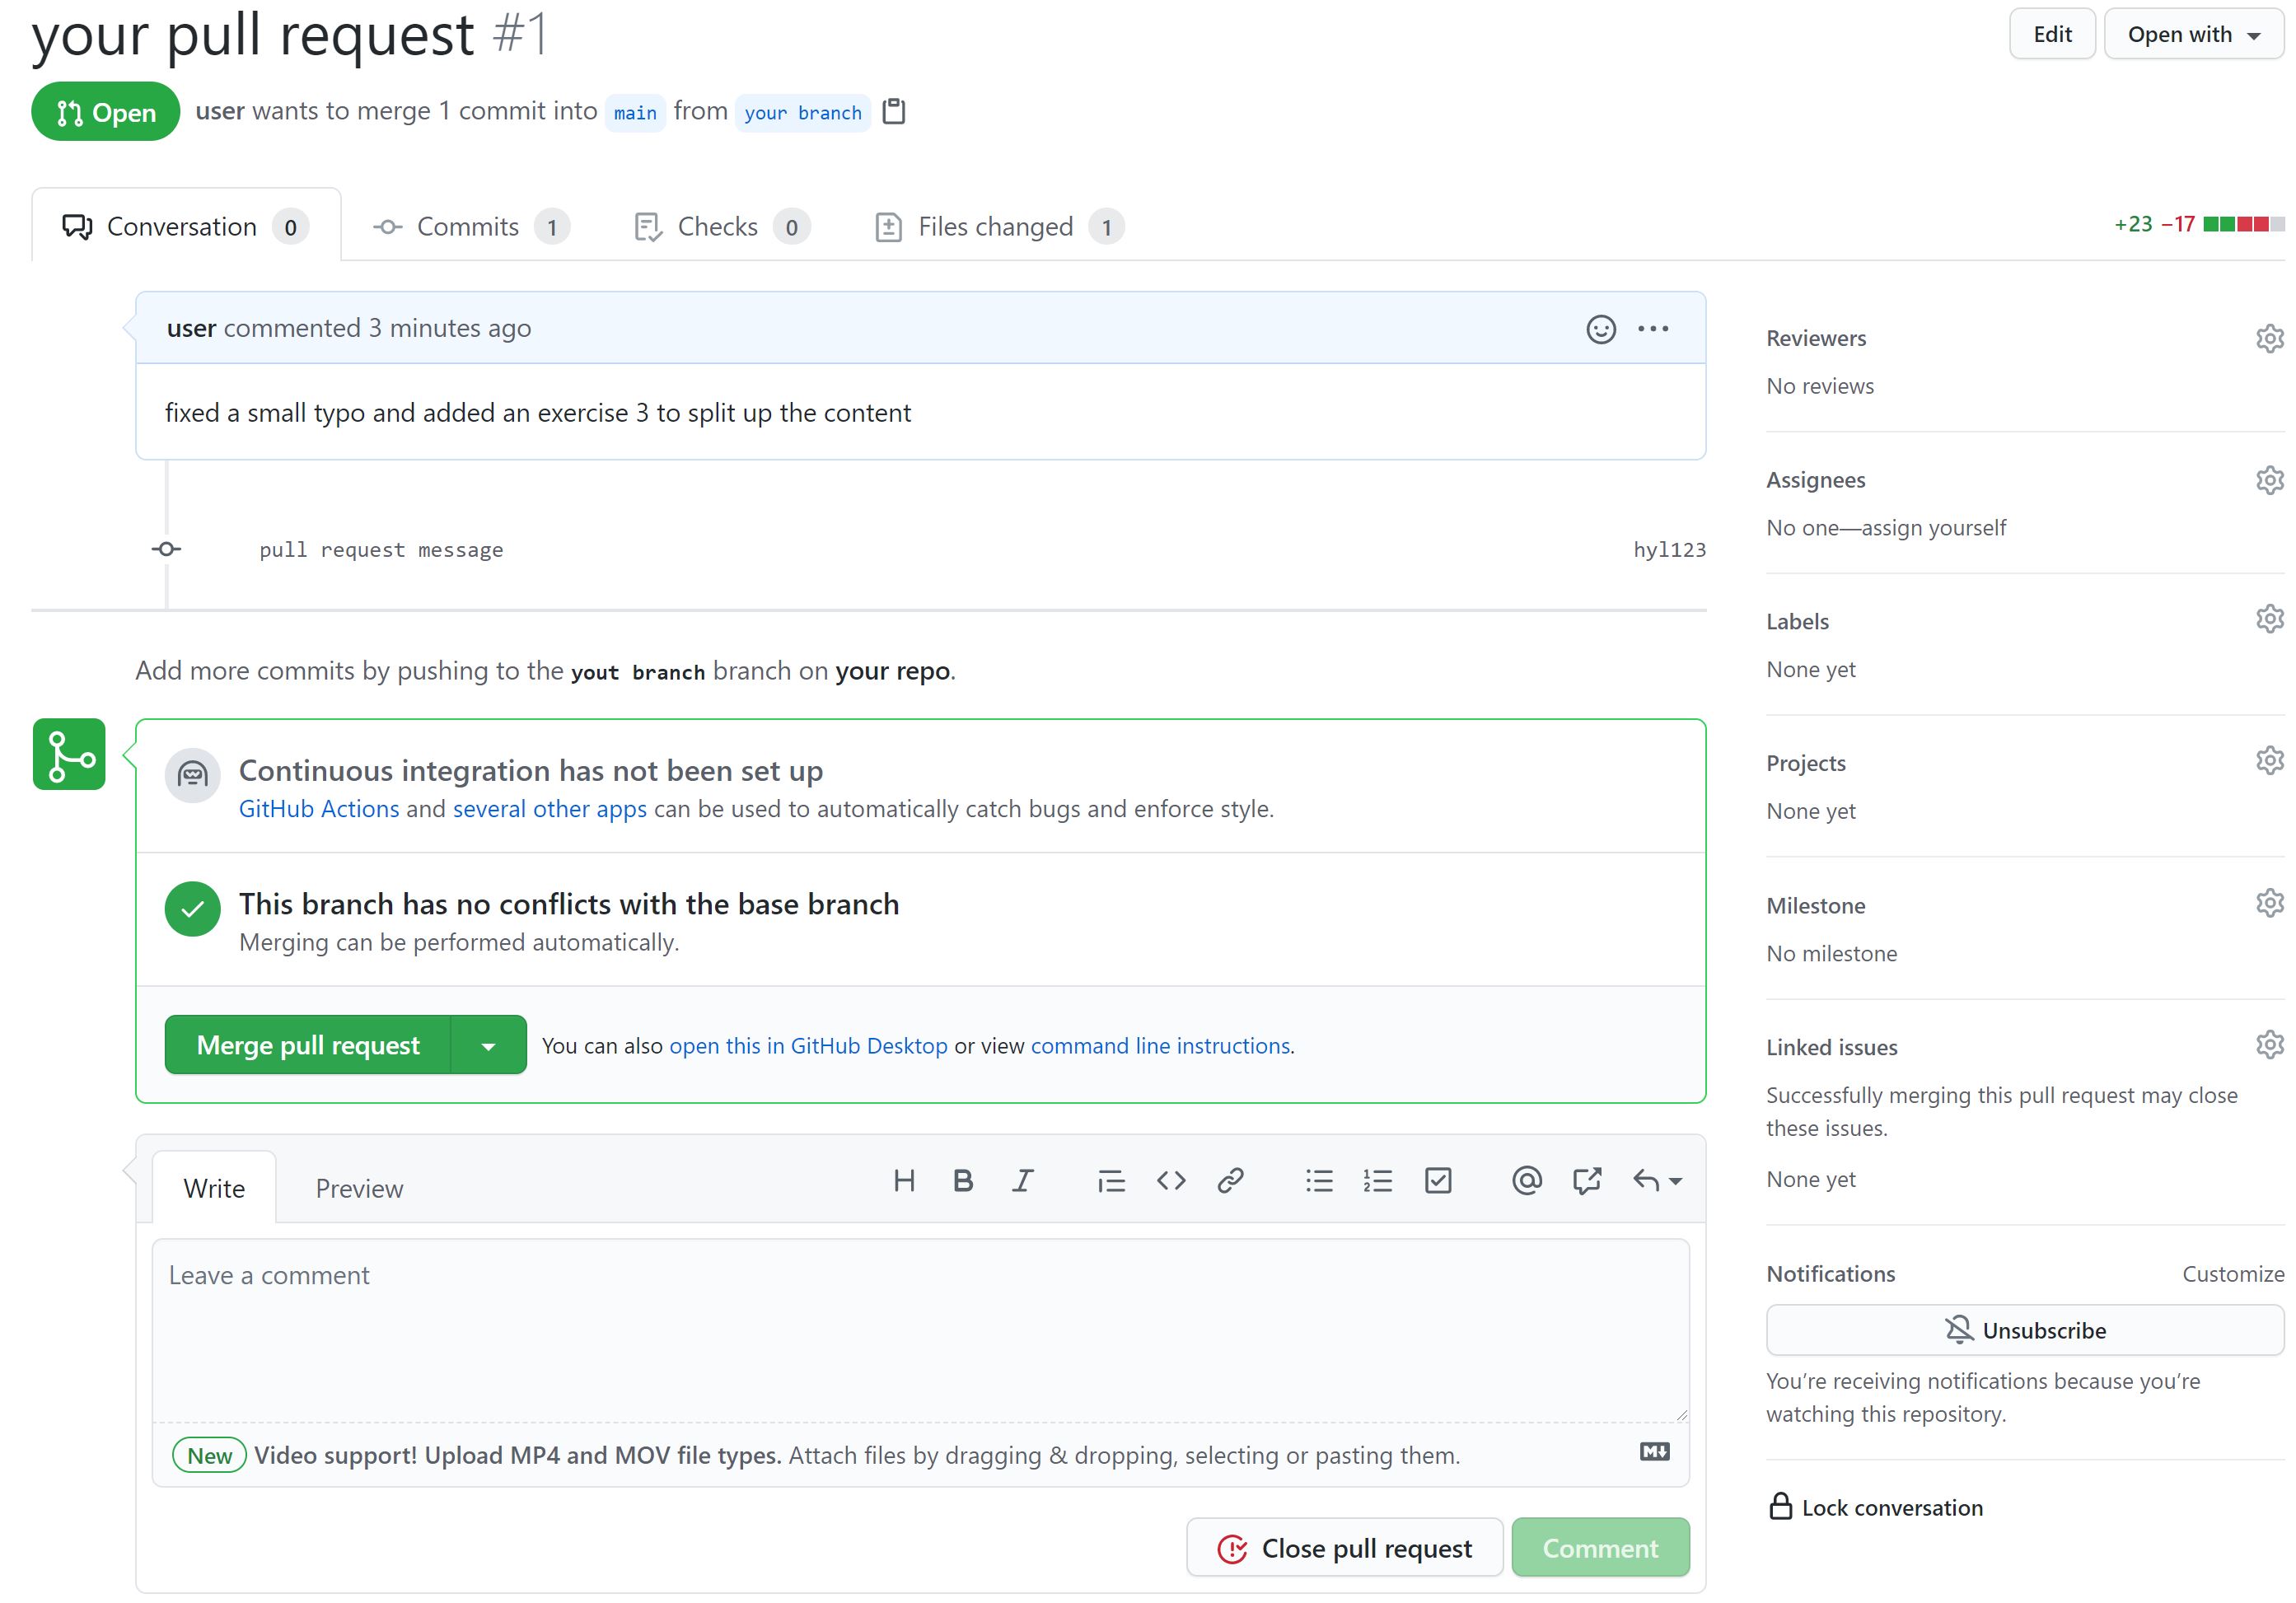 your pull request #1
Edit
Open with
Open
user wants to merge 1 commit into main from your branch
Conversation 0
Commits 1
Checks 0
Files changed 1
+23 −17
user commented 3 minutes ago
fixed a small typo and added an exercise 3 to split up the content
pull request message
hyl123
Add more commits by pushing to the yout branch branch on your repo.
Continuous integration has not been set up
GitHub Actions and several other apps can be used to automatically catch bugs and enforce style.
This branch has no conflicts with the base branch
Merging can be performed automatically.
Merge pull request
You can also open this in GitHub Desktop or view command line instructions.
Write
Preview
Leave a comment
New Video support! Upload MP4 and MOV file types. Attach files by dragging & dropping, selecting or pasting them.
Close pull request
Comment
Reviewers
No reviews
Assignees
No one—assign yourself
Labels
None yet
Projects
None yet
Milestone
No milestone
Linked issues
Successfully merging this pull request may close
these issues.
None yet
Notifications
Customize
Unsubscribe
You’re receiving notifications because you’re
watching this repository.
Lock conversation